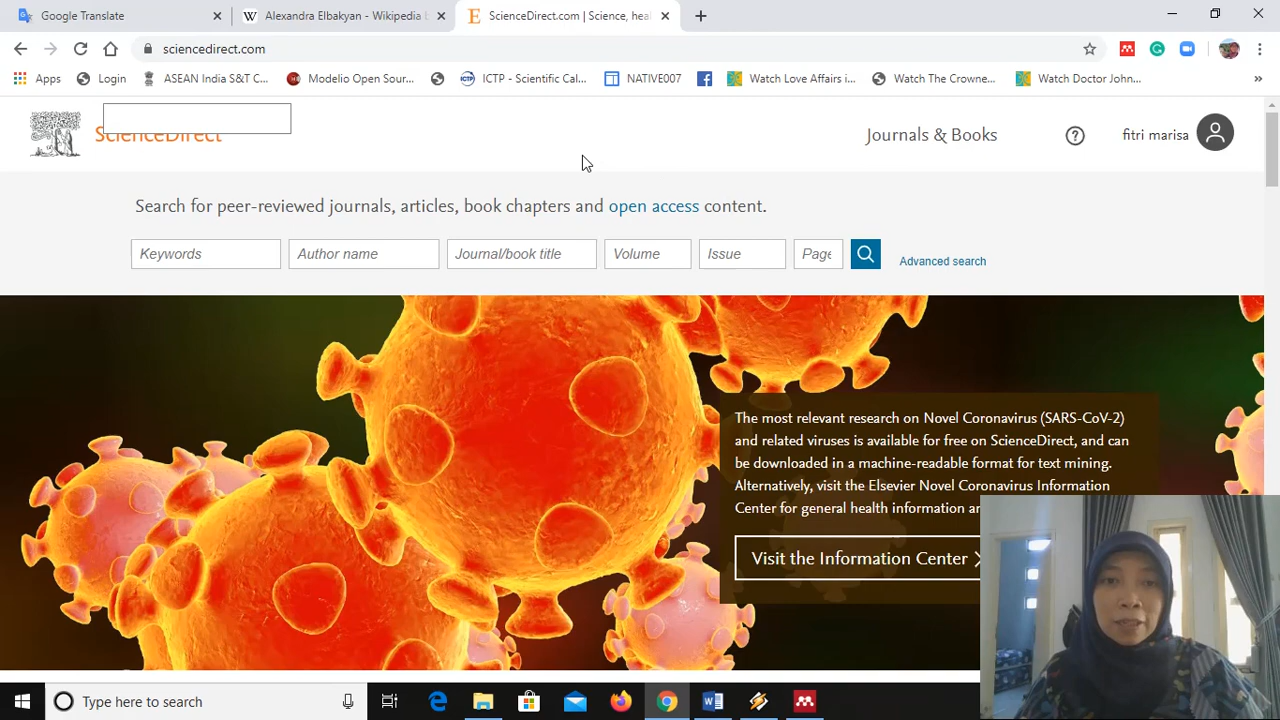 Google Translate
Alexandra Elbakyan - Wikipedia
ScienceDirect.com | Science, heal
sciencedirect.com
Apps
Login
ASEAN India S&T C...
Modelio Open Sour...
ICTP - Scientific Cal...
NATIVE007
Watch Love Affairs i...
Watch The Crowne...
Watch Doctor John...
ScienceDirect
Journals & Books
?
fitri marisa
Search for peer-reviewed journals, articles, book chapters and open access content.
Keywords
Author name
Journal/book title
Volume
Issue
Page
Advanced search
The most relevant research on Novel Coronavirus (SARS-CoV-2)
and related viruses is available for free on ScienceDirect, and can
be downloaded in a machine-readable format for text mining.
Alternatively, visit the Elsevier Novel Coronavirus Information
Center for general health information
Visit the Information Center
Type here to search